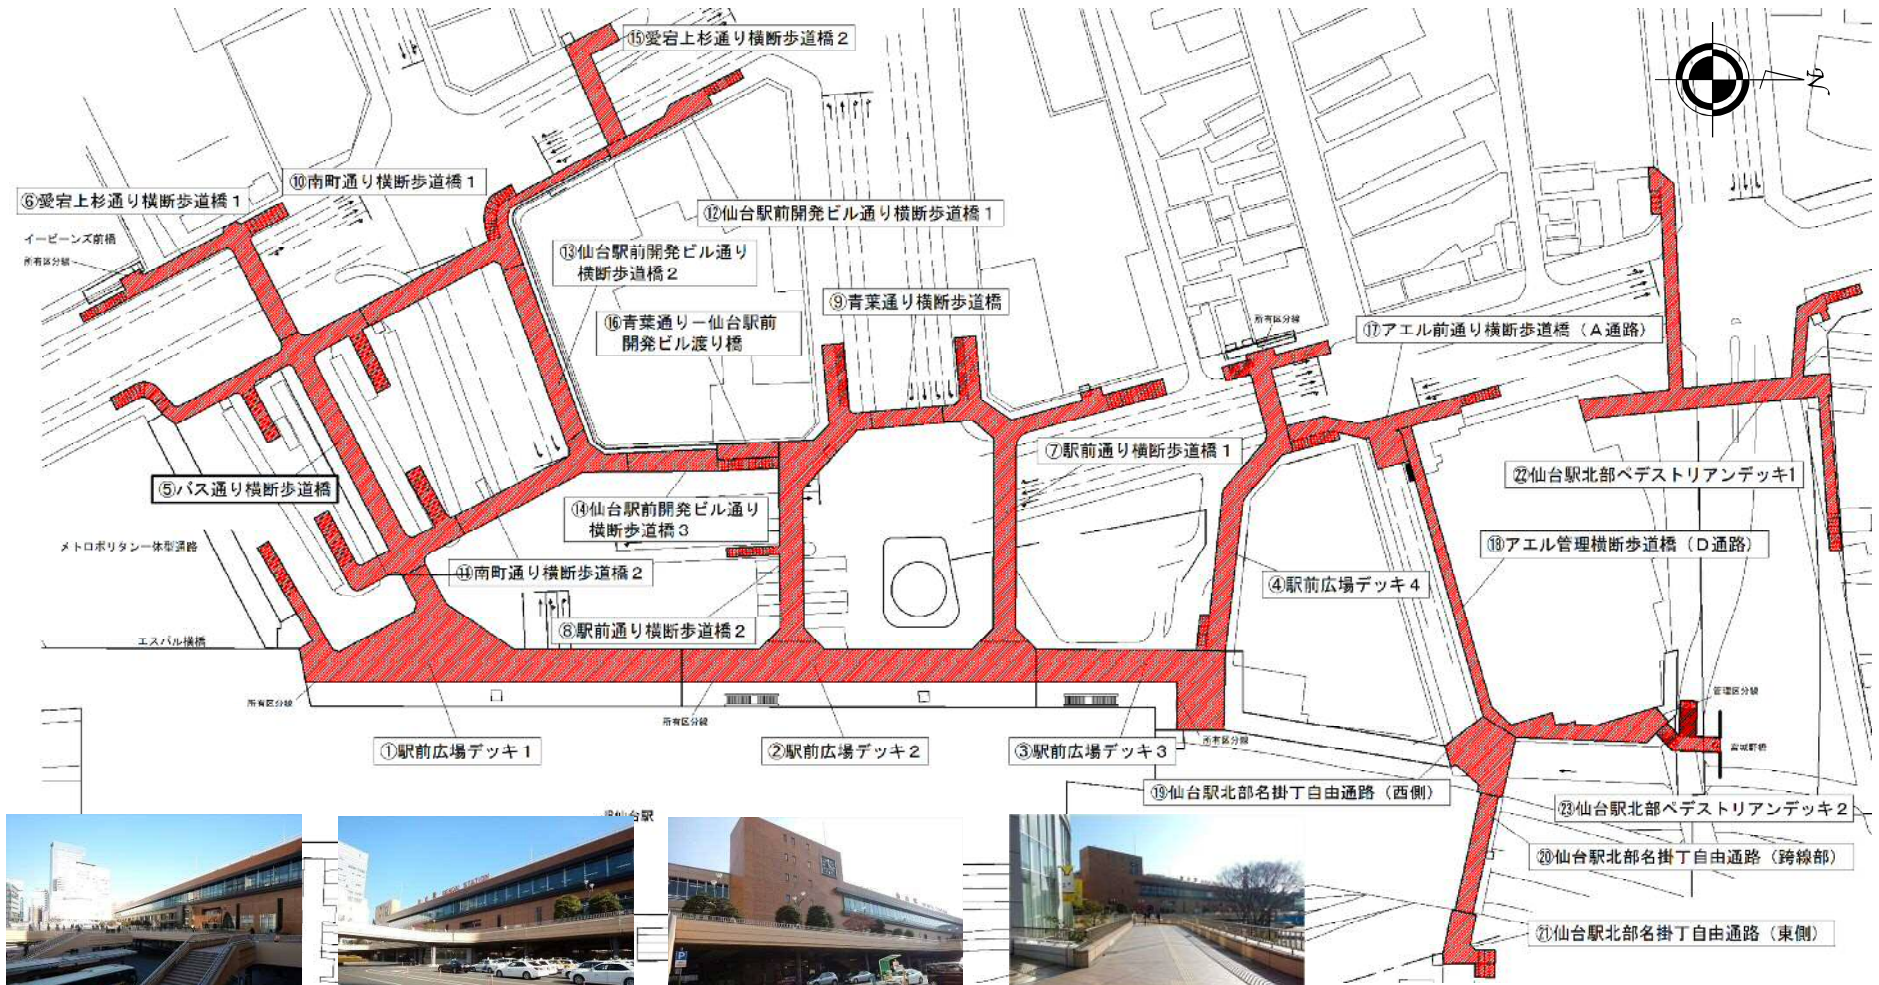 ⑮愛宕上杉通り横断歩道橋2
⑩南町通り横断歩道橋1
⑥愛宕上杉通り横断歩道橋1
イービーンズ前橋
所有区分線
⑫仙台駅前開発ビル通り横断歩道橋1
⑬仙台駅前開発ビル通り
横断歩道橋2
⑨青葉通り横断歩道橋
⑯青葉通り－仙台駅前
開発ビル渡り橋
所有区分線
⑰アエル前通り横断歩道橋（A通路）
⑦駅前通り横断歩道橋1
㉒仙台駅北部ペデストリアンデッキ1
⑤バス通り横断歩道橋
⑭仙台駅前開発ビル通り
横断歩道橋3
⑱アエル管理横断歩道橋（D通路）
メトロポリタン一体型通路
⑪南町通り横断歩道橋2
④駅前広場デッキ4
⑧駅前通り横断歩道橋2
エスパル横橋
所有区分線
所有区分線
管理区分線
①駅前広場デッキ1
②駅前広場デッキ2
③駅前広場デッキ3
所有区分線
宮城野橋
⑲仙台駅北部名掛丁自由通路（西側）
㉓仙台駅北部ペデストリアンデッキ2
JR仙台駅
⑳仙台駅北部名掛丁自由通路（跨線部）
㉑仙台駅北部名掛丁自由通路（東側）